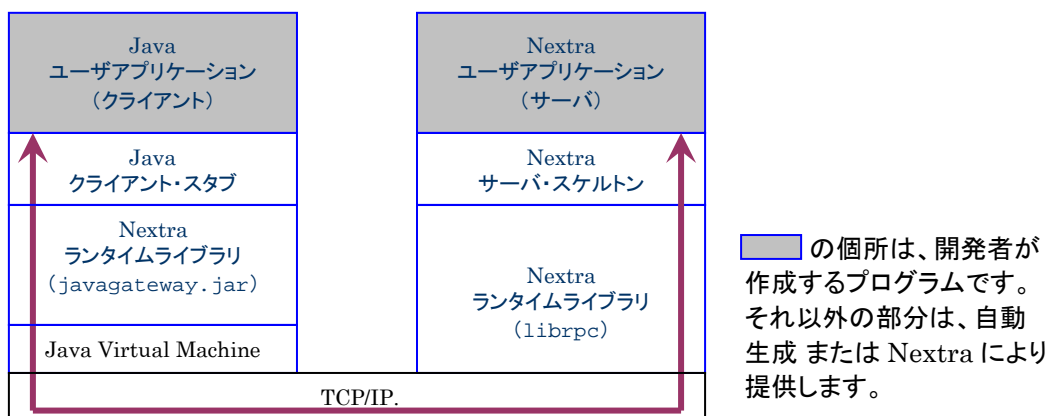 Java
ユーザアプリケーション
(クライアント)
Java
クライアント・スタブ
Nextra
ランタイムライブラリ
(javagateway.jar)
Java Virtual Machine
Nextra
ユーザアプリケーション
(サーバ)
Nextra
サーバ・スケルトン
Nextra
ランタイムライブラリ
(librpc)
TCP/IP.
の個所は、開発者が
作成するプログラムです。
それ以外の部分は、自動
生成 または Nextra により
提供します。